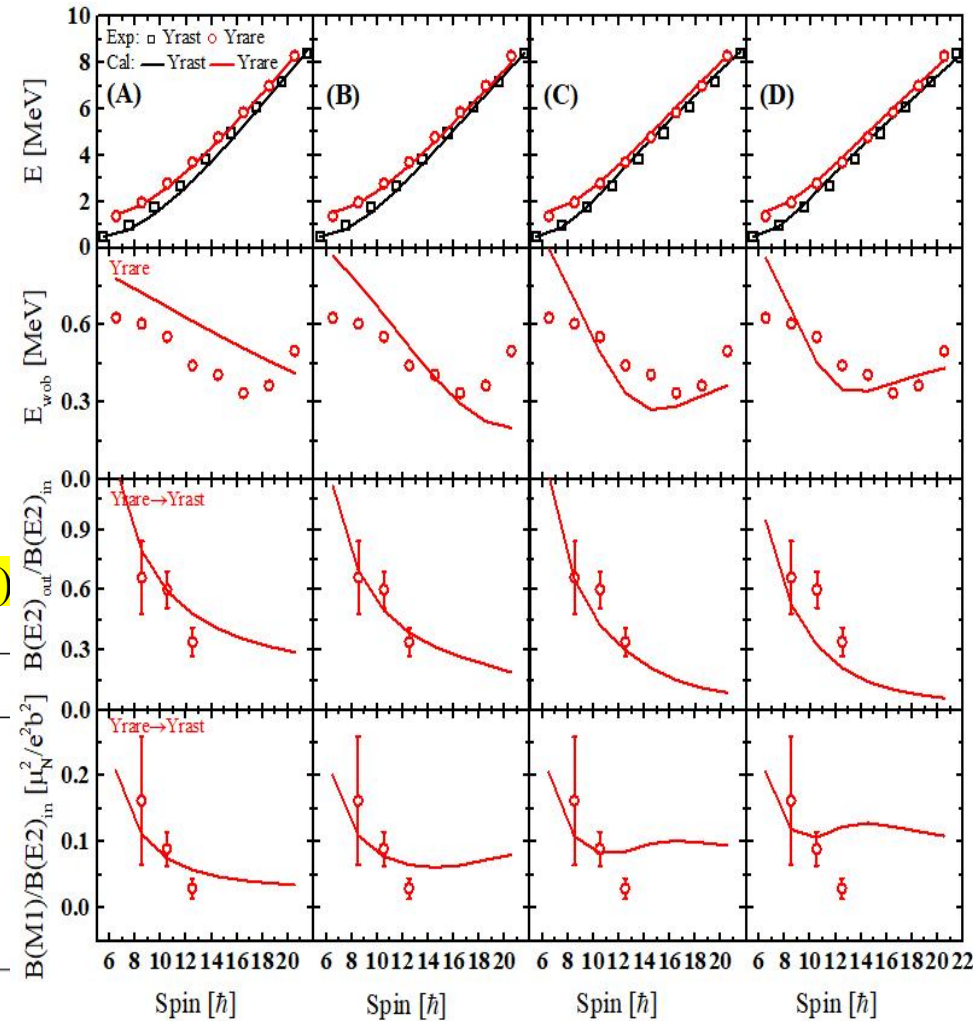 10
8
6
4
2
0
E [MeV]
Exp: Yrast Yrare
Cal: Yrast Yrare
(A)
(B)
(C)
(D)
Yrare
0.6
0.3
0.0
E_wob [MeV]
Yrare→Yrast
0.9
0.6
0.3
0.0
B(E2)_out/B(E2)_in
)
Yrare→Yrast
0.2
0.1
0.0
B(M1)/B(E2)_in [μ_N^2/e^2b^2]
6 8 10 12 14 16 18 20
6 8 10 12 14 16 18 20
6 8 10 12 14 16 18 20
6 8 10 12 14 16 18 20 22
Spin [ħ]
Spin [ħ]
Spin [ħ]
Spin [ħ]